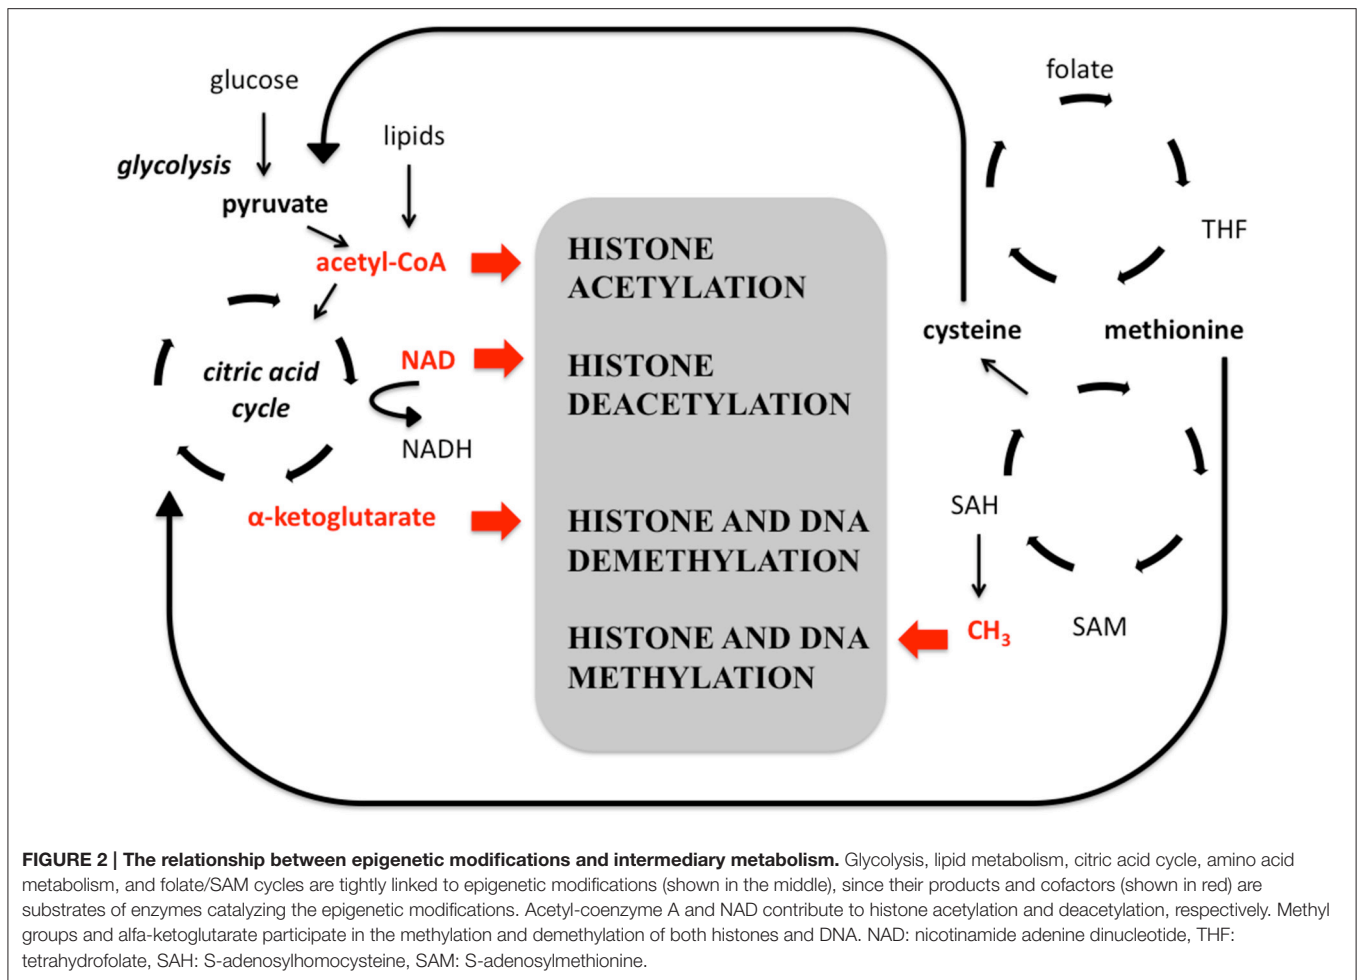 glucose
folate
lipids
glycolysis
pyruvate
THF
acetyl-CoA
HISTONE
ACETYLATION
cysteine
methionine
NAD
HISTONE
DEACETYLATION
citric acid
cycle
NADH
SAH
α-ketoglutarate
HISTONE AND DNA
DEMETHYLATION
HISTONE AND DNA
METHYLATION
CH3
SAM
FIGURE 2 | The relationship between epigenetic modifications and intermediary metabolism. Glycolysis, lipid metabolism, citric acid cycle, amino acid
metabolism, and folate/SAM cycles are tightly linked to epigenetic modifications (shown in the middle), since their products and cofactors (shown in red) are
substrates of enzymes catalyzing the epigenetic modifications. Acetyl-coenzyme A and NAD contribute to histone acetylation and deacetylation, respectively. Methyl
groups and alfa-ketoglutarate participate in the methylation and demethylation of both histones and DNA. NAD: nicotinamide adenine dinucleotide, THF:
tetrahydrofolate, SAH: S-adenosylhomocysteine, SAM: S-adenosylmethionine.